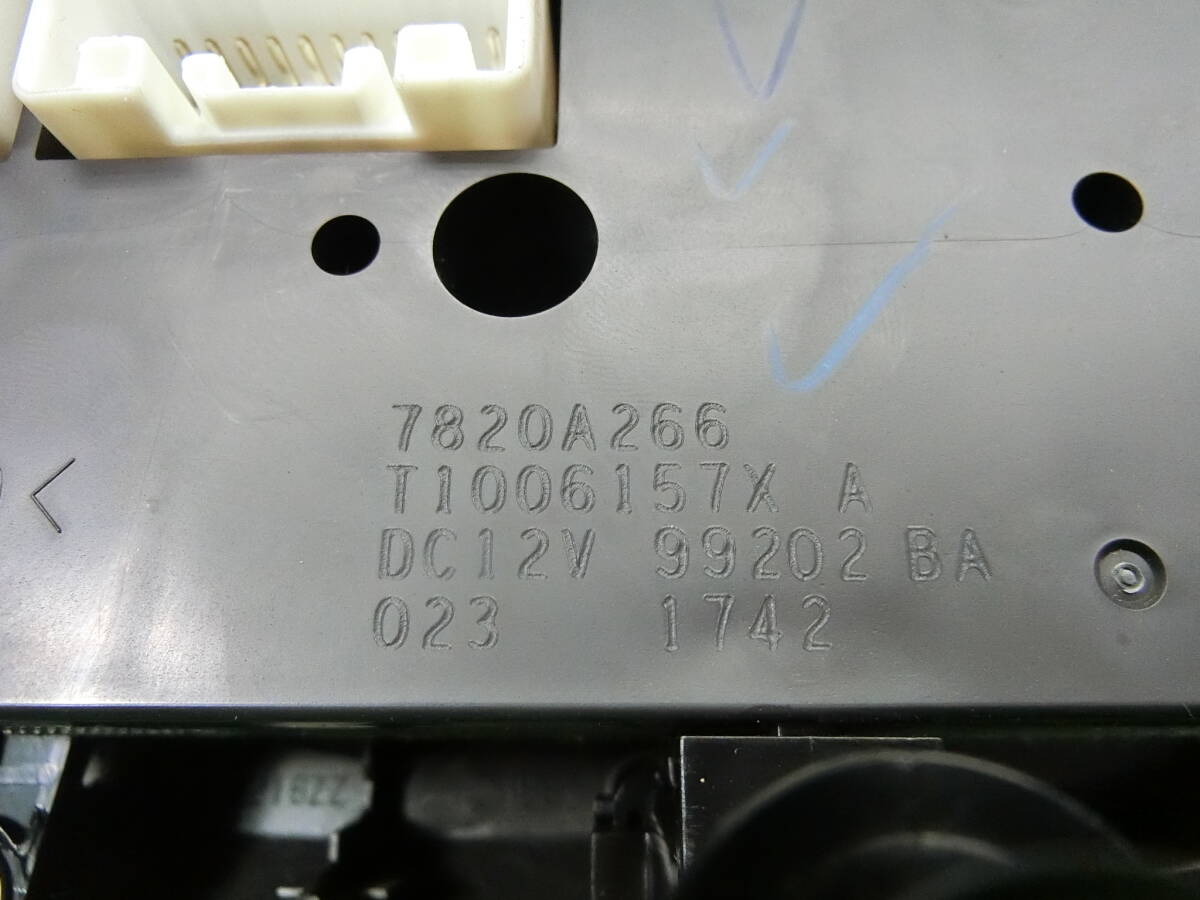 7820A266
T1006157X A
DC12V 99202 BA
023 1742
<